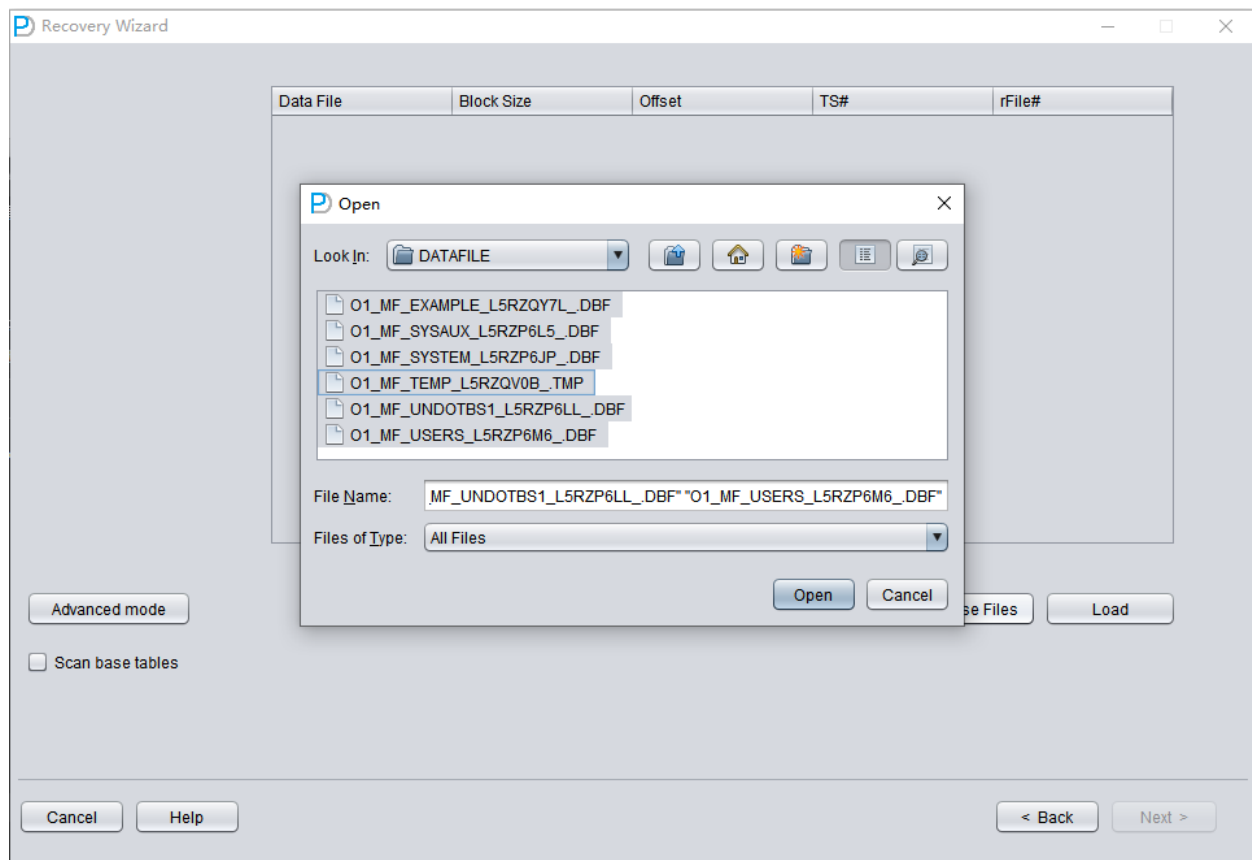 Recovery Wizard
Data File Block Size Offset TS# rFile#
Open
Look In: DATAFILE
O1_MF_EXAMPLE_L5RZQY7L_.DBF
O1_MF_SYSAUX_L5RZP6L5_.DBF
O1_MF_SYSTEM_L5RZP6JP_.DBF
O1_MF_TEMP_L5RZQV0B_.TMP
O1_MF_UNDOTBS1_L5RZP6LL_.DBF
O1_MF_USERS_L5RZP6M6_.DBF
File Name: MF_UNDOTBS1_L5RZP6LL_.DBF" "O1_MF_USERS_L5RZP6M6_.DBF"
Files of Type: All Files
Open Cancel
Advanced mode se Files Load
Scan base tables
Cancel Help < Back Next >